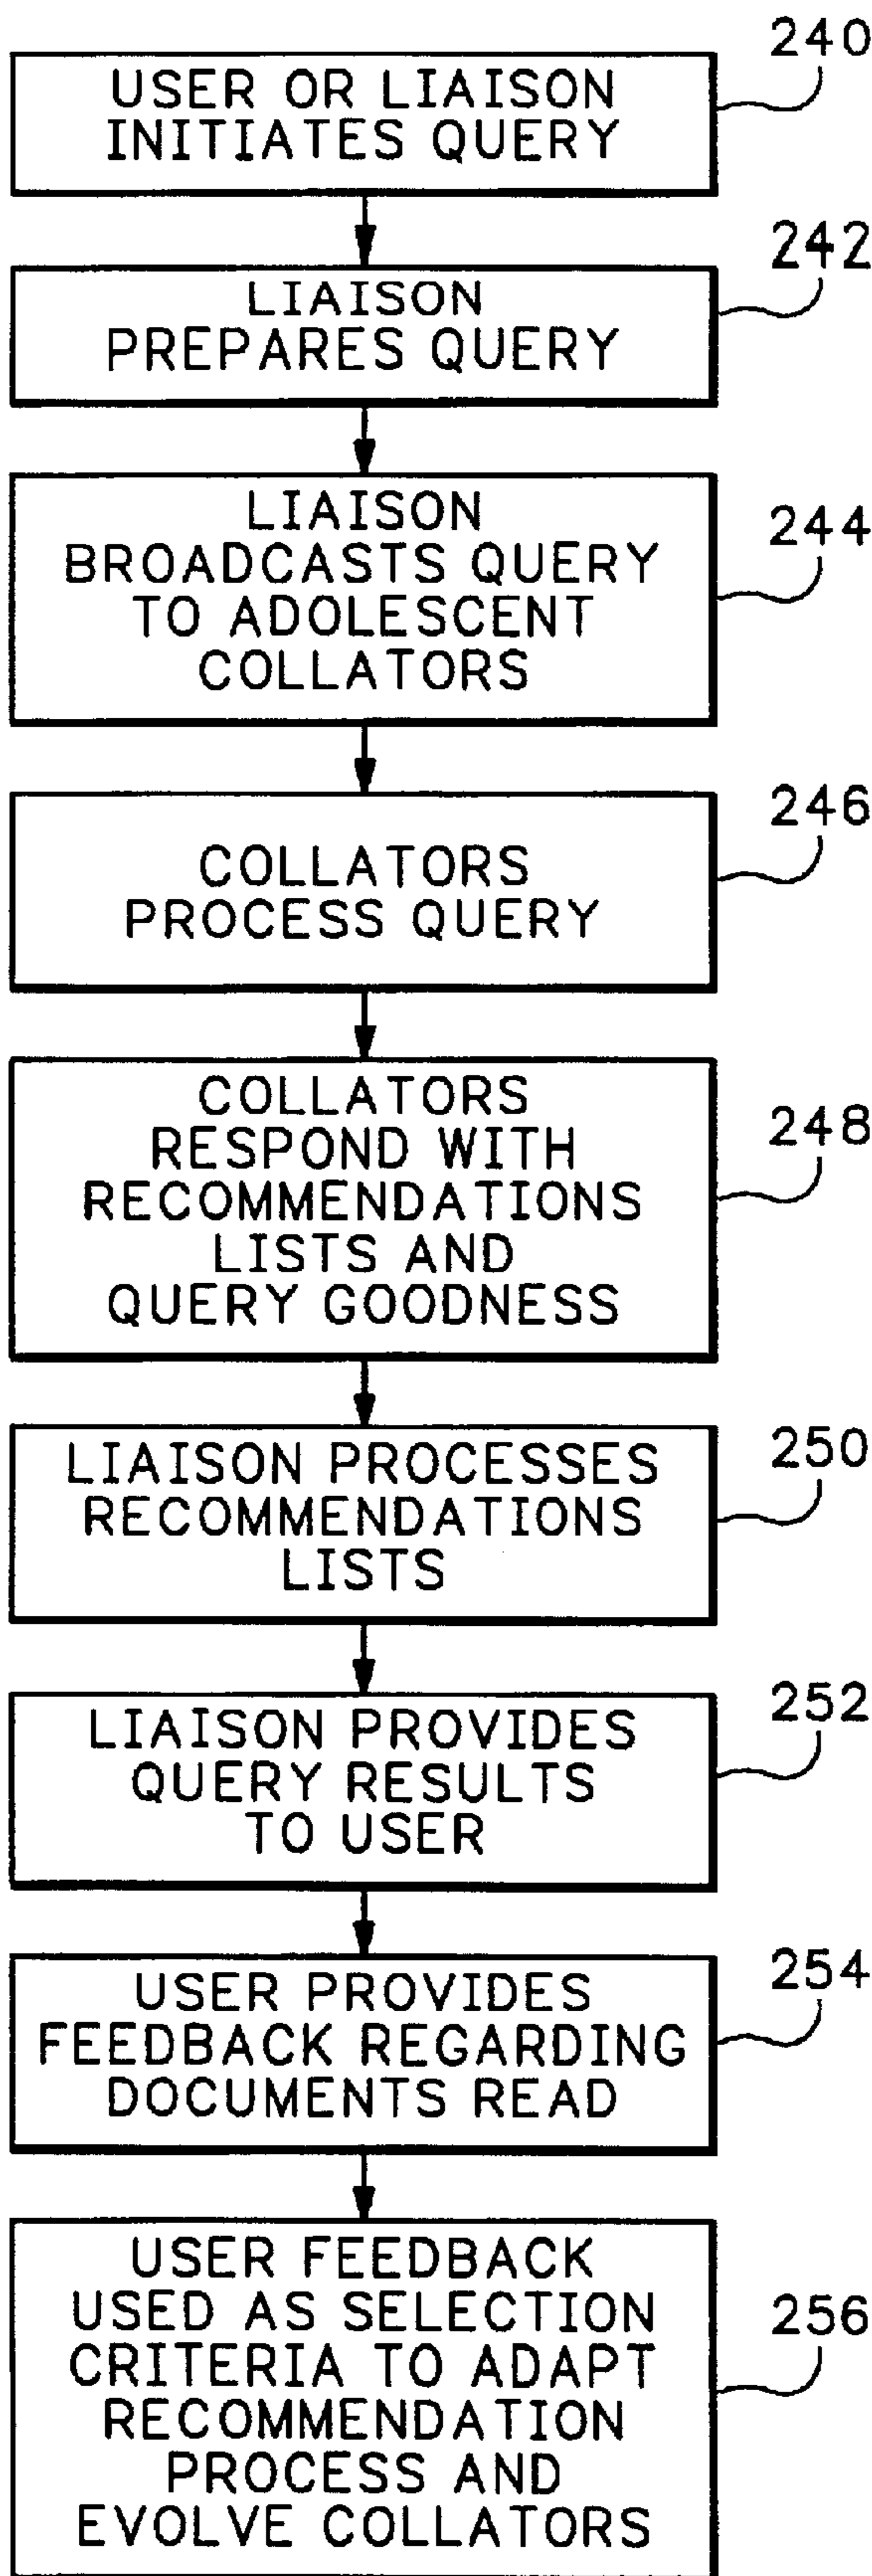 240
USER OR LIAISON
INITIATES QUERY
242
LIAISON
PREPARES QUERY
244
LIAISON
BROADCASTS QUERY
TO ADOLESCENT
COLLATORS
246
COLLATORS
PROCESS QUERY
248
COLLATORS
RESPOND WITH
RECOMMENDATIONS
LISTS AND
QUERY GOODNESS
250
LIAISON PROCESSES
RECOMMENDATIONS
LISTS
252
LIAISON PROVIDES
QUERY RESULTS
TO USER
254
USER PROVIDES
FEEDBACK REGARDING
DOCUMENTS READ
256
USER FEEDBACK
USED AS SELECTION
CRITERIA TO ADAPT
RECOMMENDATION
PROCESS AND
EVOLVE COLLATORS